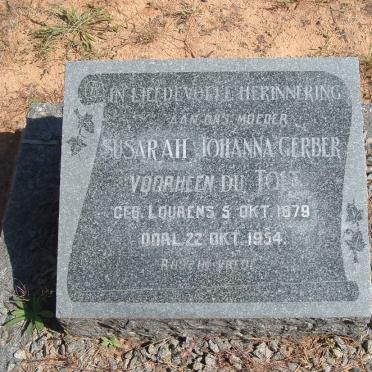 IN LIEFDEVOLLE HERINNERING
AAN ONS MOEDER
SUSARAH JOHANNA GERBER
VOORHEEN DU TOIT
GEB. LOURENS 5 OKT. 1879
OORL. 22 OKT. 1954.
RUS IN VREDE